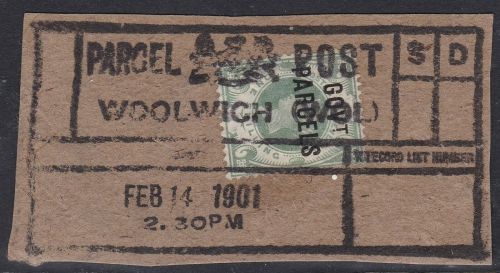 PARCEL POST S D
WOOLWICH
GOVT
PARCELS
RECORD LIST NUMBER
FEB 14 1901
2.30PM